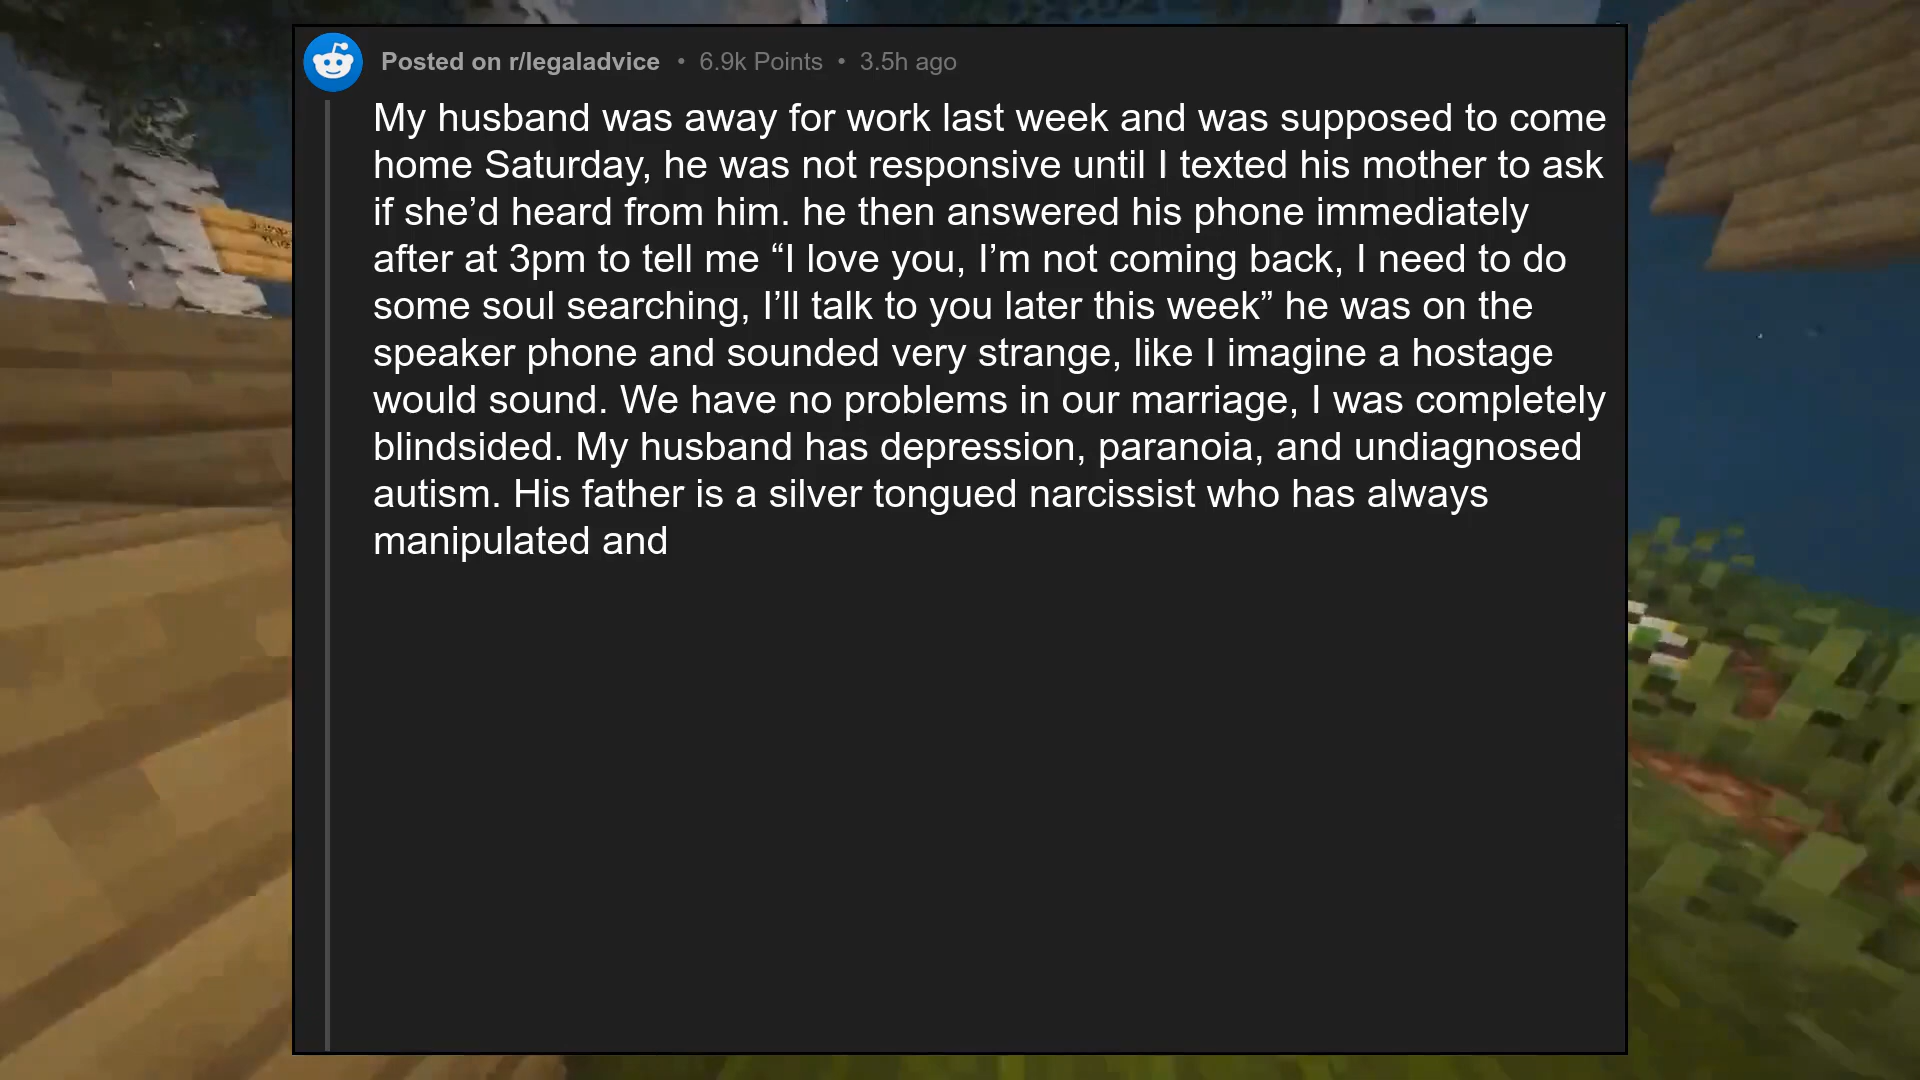 Posted on r/legaladvice • 6.9k Points • 3.5h ago
My husband was away for work last week and was supposed to come
home Saturday, he was not responsive until I texted his mother to ask
if she’d heard from him. he then answered his phone immediately
after at 3pm to tell me “I love you, I’m not coming back, I need to do
some soul searching, I’ll talk to you later this week” he was on the
speaker phone and sounded very strange, like I imagine a hostage
would sound. We have no problems in our marriage, I was completely
blindsided. My husband has depression, paranoia, and undiagnosed
autism. His father is a silver tongued narcissist who has always
manipulated and